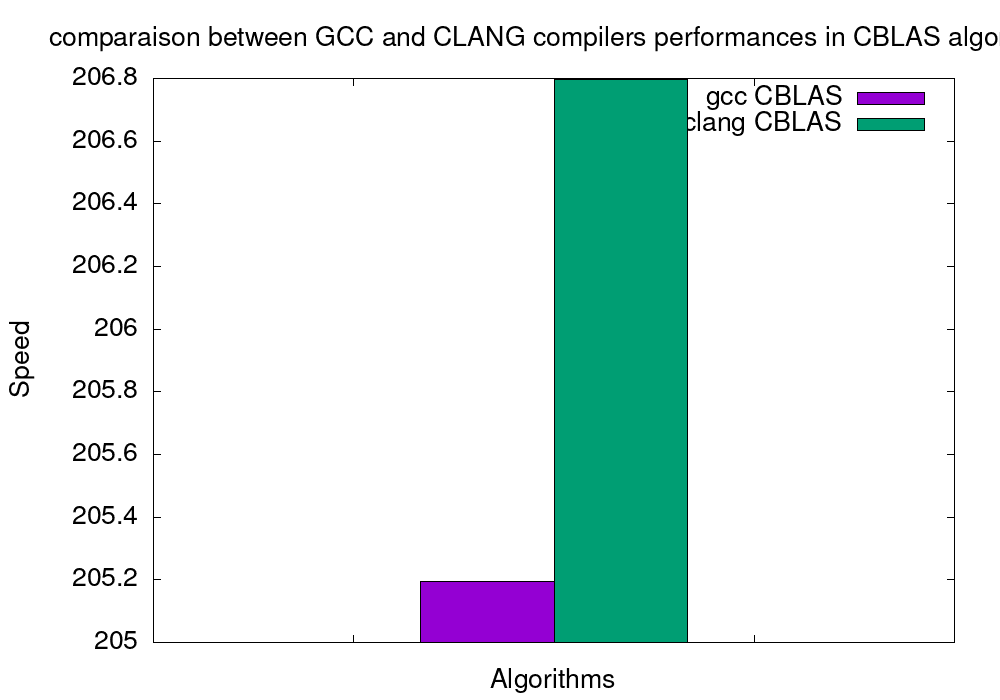 comparaison between GCC and CLANG compilers performances in CBLAS algo
206.8
206.6
206.4
206.2
206
205.8
205.6
205.4
205.2
205
gcc CBLAS
clang CBLAS
Speed
Algorithms